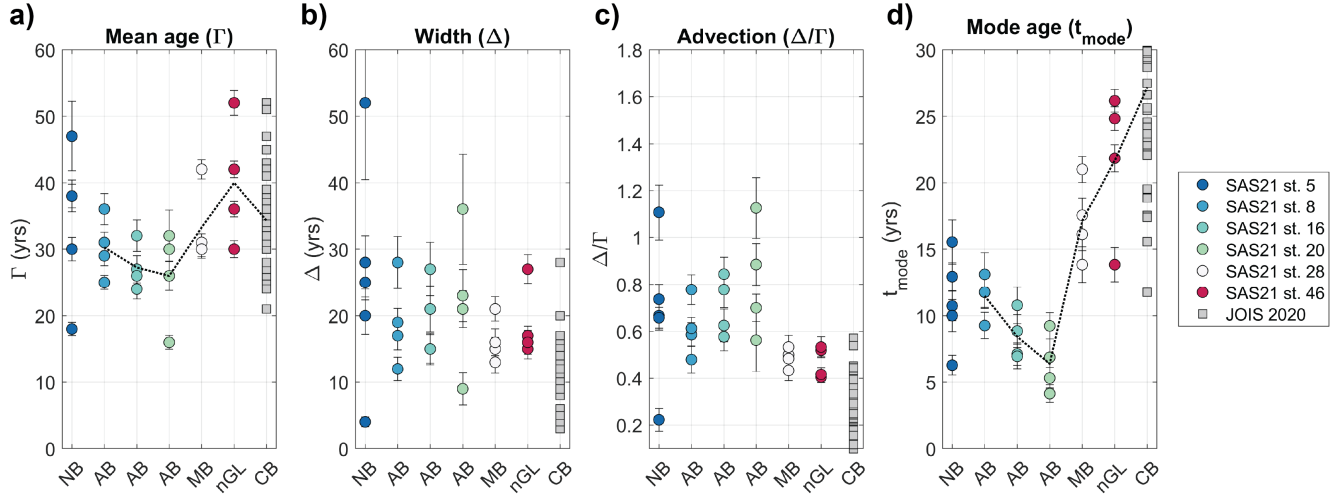 a)
Mean age (Γ)
Γ (yrs)
60
50
40
30
20
10
0
NB
AB
AB
AB
MB
nGL
CB
b)
Width (Δ)
Δ (yrs)
60
50
40
30
20
10
0
NB
AB
AB
AB
MB
nGL
CB
c)
Advection (Δ/Γ)
Δ/Γ
1.8
1.6
1.4
1.2
1
0.8
0.6
0.4
0.2
NB
AB
AB
AB
MB
nGL
CB
d)
Mode age (t_mode)
t_mode (yrs)
30
25
20
15
10
5
0
NB
AB
AB
AB
MB
nGL
CB
SAS21 st. 5
SAS21 st. 8
SAS21 st. 16
SAS21 st. 20
SAS21 st. 28
SAS21 st. 46
JOIS 2020